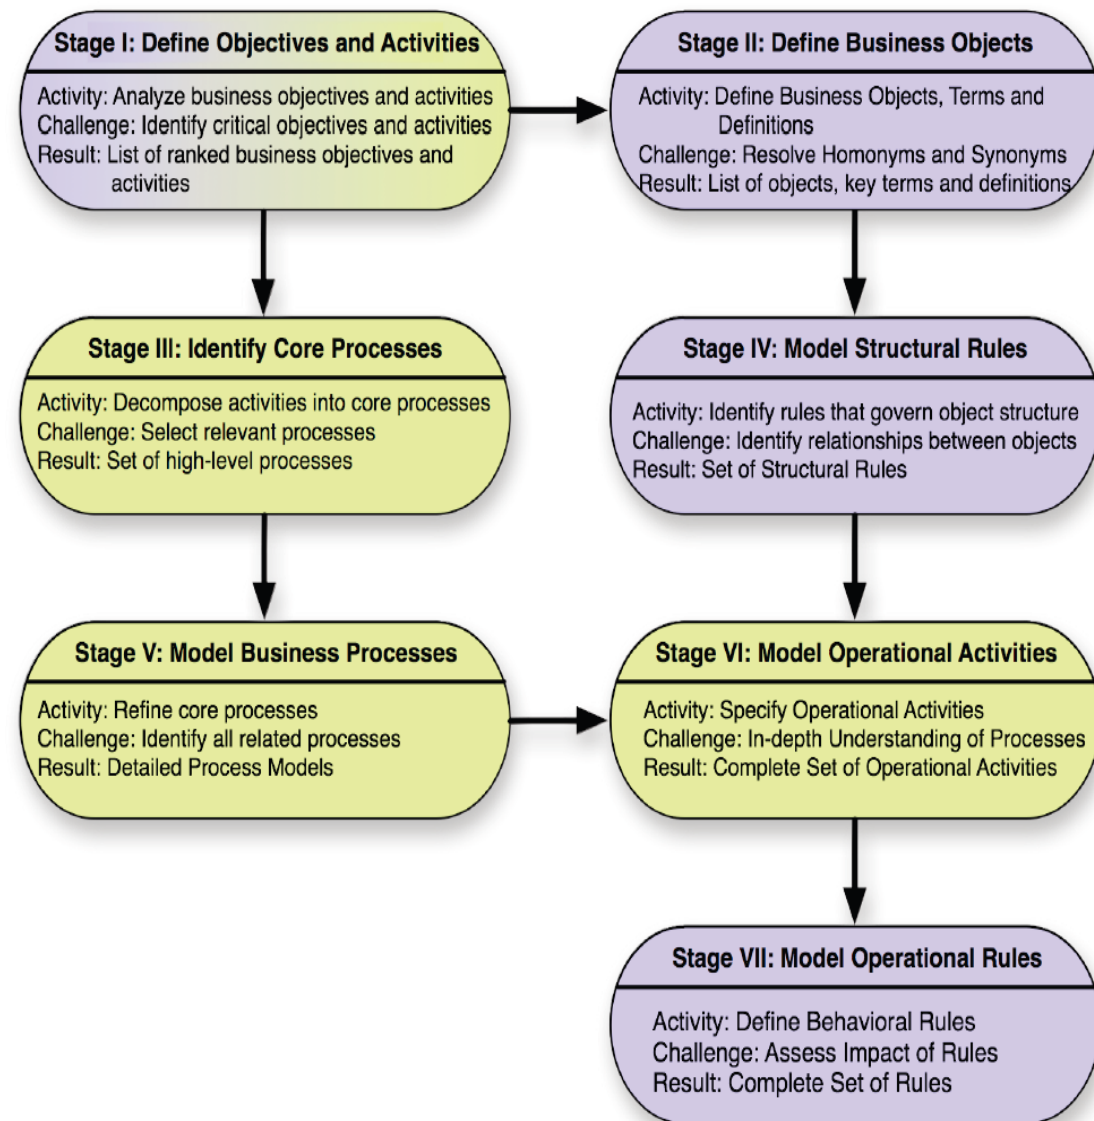 Stage I: Define Objectives and Activities
Activity: Analyze business objectives and activities
Challenge: Identify critical objectives and activities
Result: List of ranked business objectives and
activities
Stage II: Define Business Objects
Activity: Define Business Objects, Terms and
Definitions
Challenge: Resolve Homonyms and Synonyms
Result: List of objects, key terms and definitions
Stage III: Identify Core Processes
Activity: Decompose activities into core processes
Challenge: Select relevant processes
Result: Set of high-level processes
Stage IV: Model Structural Rules
Activity: Identify rules that govern object structure
Challenge: Identify relationships between objects
Result: Set of Structural Rules
Stage V: Model Business Processes
Activity: Refine core processes
Challenge: Identify all related processes
Result: Detailed Process Models
Stage VI: Model Operational Activities
Activity: Specify Operational Activities
Challenge: In-depth Understanding of Processes
Result: Complete Set of Operational Activities
Stage VII: Model Operational Rules
Activity: Define Behavioral Rules
Challenge: Assess Impact of Rules
Result: Complete Set of Rules